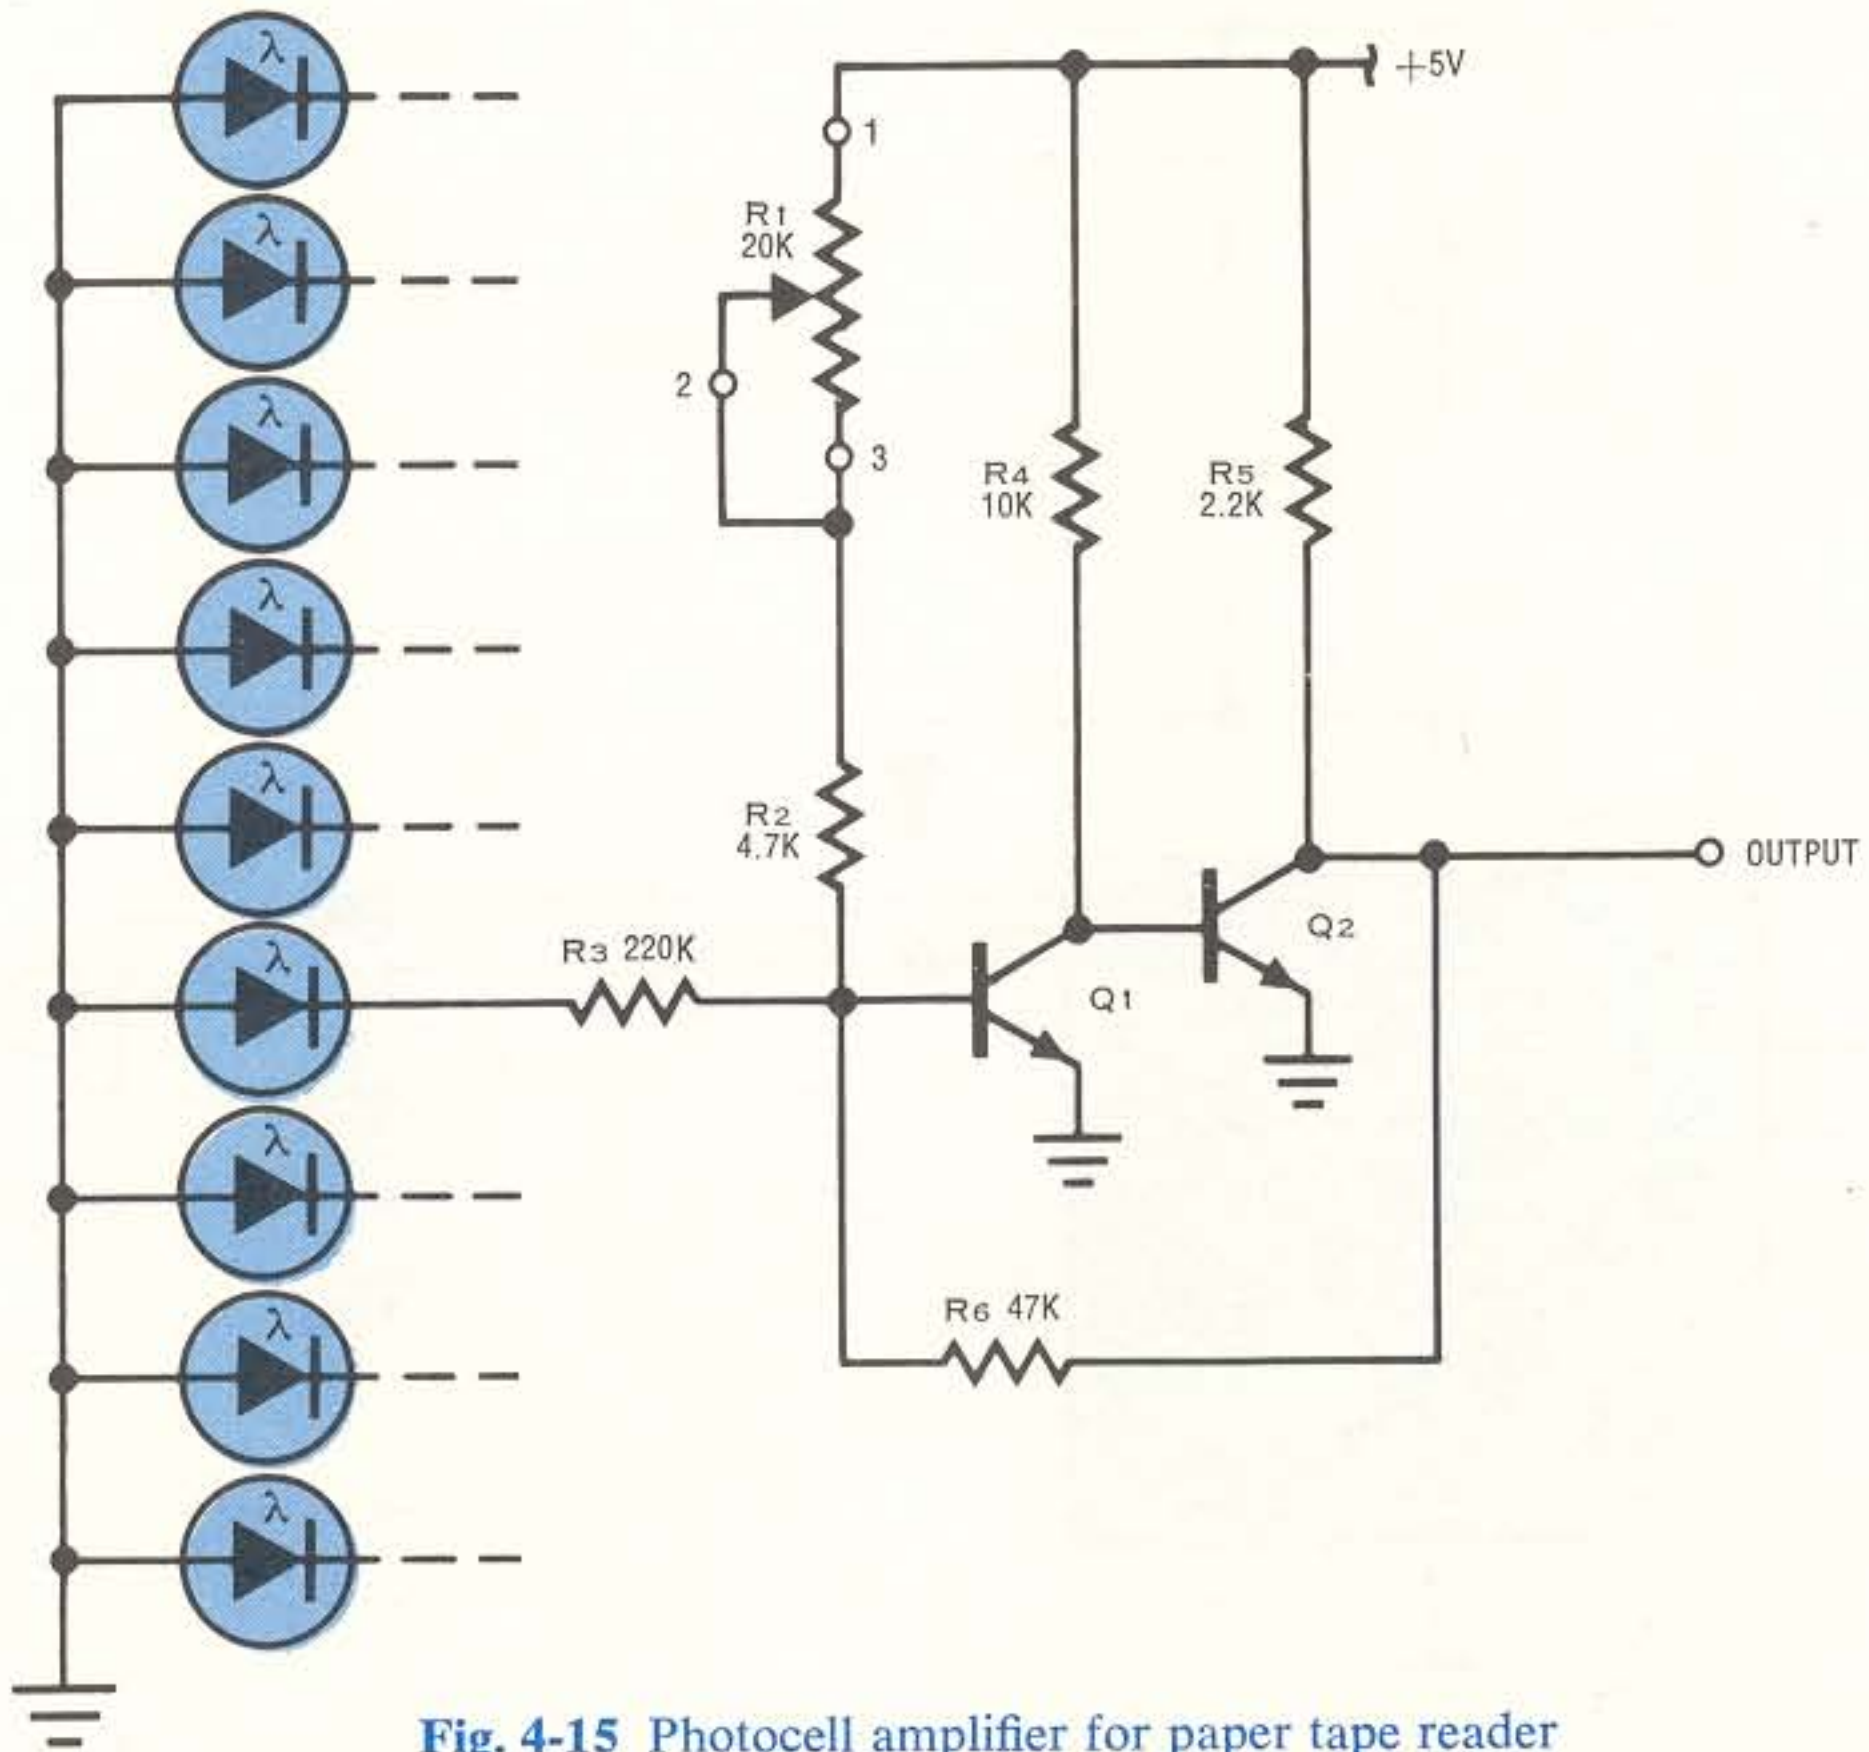 λ
λ
λ
λ
λ
λ
λ
λ
λ
+5V
1
R1
20K
2
3
R4
10K
R5
2.2K
R2
4.7K
R3 220K
Q1
Q2
OUTPUT
R6 47K
Fig. 4-15 Photocell amplifier for paper tape reader